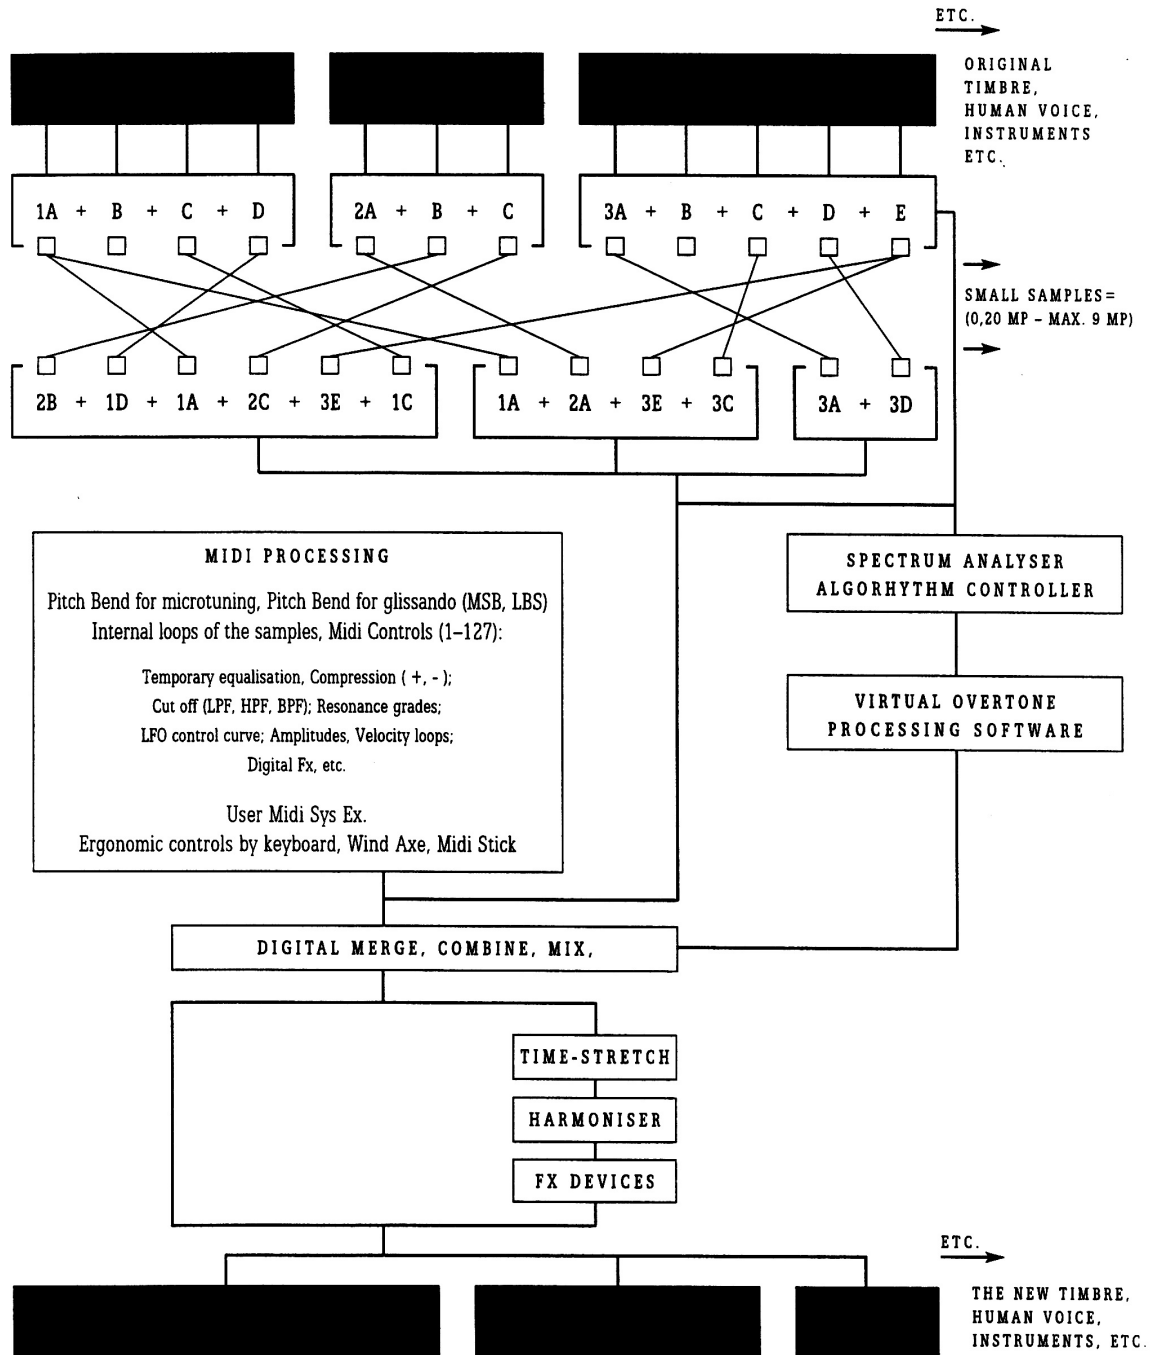 ETC.
ORIGINAL
TIMBRE,
HUMAN VOICE,
INSTRUMENTS
ETC.
1A + B + C + D
2A + B + C
3A + B + C + D + E
SMALL SAMPLES=
(0,20 MP – MAX. 9 MP)
2B + 1D + 1A + 2C + 3E + 1C
1A + 2A + 3E + 3C
3A + 3D
MIDI PROCESSING
Pitch Bend for microtuning, Pitch Bend for glissando (MSB, LBS)
Internal loops of the samples, Midi Controls (1–127):
Temporary equalisation, Compression ( +, - );
Cut off (LPF, HPF, BPF); Resonance grades;
LFO control curve; Amplitudes, Velocity loops;
Digital Fx, etc.
User Midi Sys Ex.
Ergonomic controls by keyboard, Wind Axe, Midi Stick
SPECTRUM ANALYSER
ALGORHYTHM CONTROLLER
VIRTUAL OVERTONE
PROCESSING SOFTWARE
DIGITAL MERGE, COMBINE, MIX,
TIME-STRETCH
HARMONISER
FX DEVICES
ETC.
THE NEW TIMBRE,
HUMAN VOICE,
INSTRUMENTS, ETC.